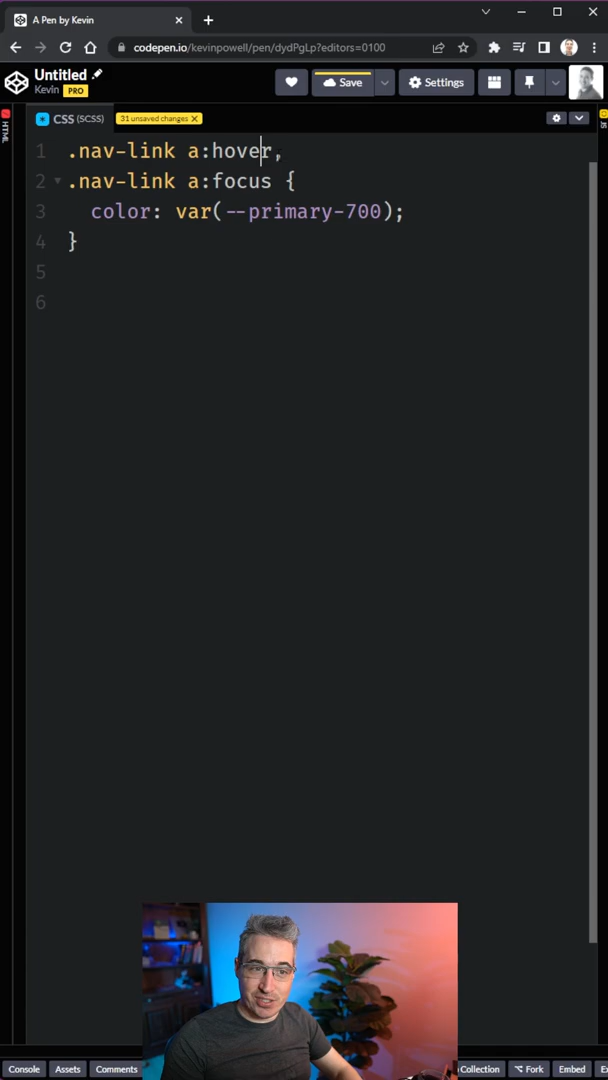 A Pen by Kevin
codepen.io/kevinpowell/pen/dydPgLp?editors=0100
Untitled
Kevin PRO
Save
Settings
HTML
CSS (SCSS)
31 unsaved changes X
JS
1 .nav-link a:hover,
2 .nav-link a:focus {
3 color: var(--primary-700);
4 }
5
6
Console Assets Comments Collection Fork Embed